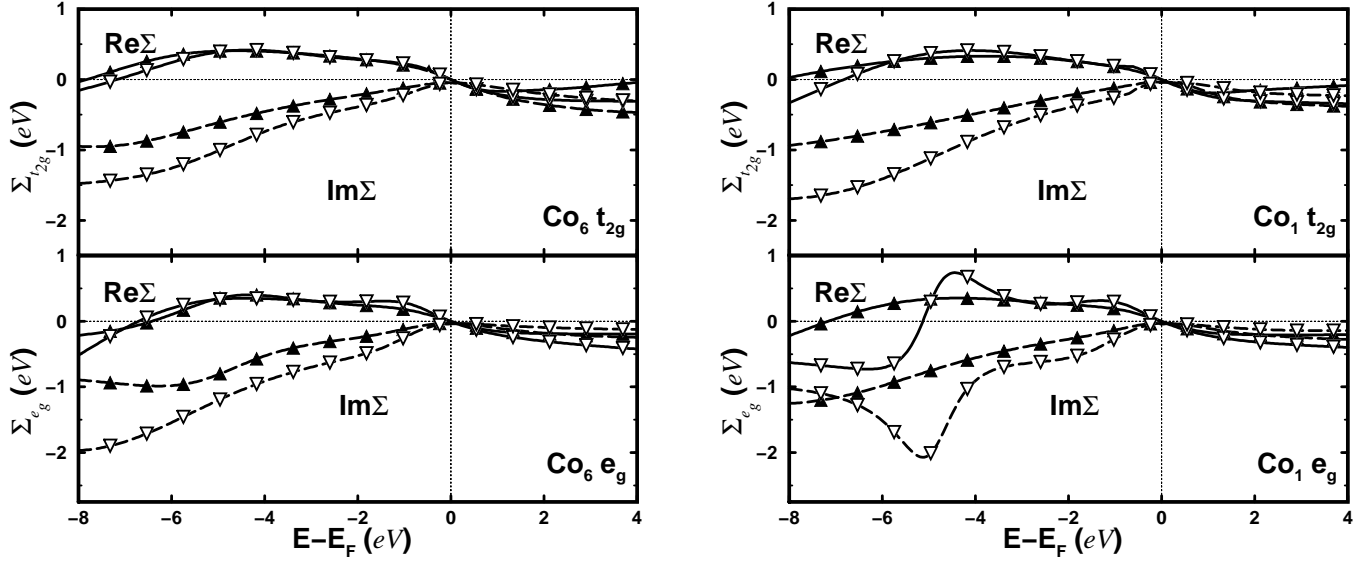 ReΣ
ImΣ
Co6 t2g
Σt2g (eV)
1
0
−1
−2
ReΣ
ImΣ
Co6 eg
Σeg (eV)
1
0
−1
−2
−8 −6 −4 −2 0 2 4
E−EF (eV)
ReΣ
ImΣ
Co1 t2g
Σt2g (eV)
1
0
−1
−2
ReΣ
ImΣ
Co1 eg
Σeg (eV)
1
0
−1
−2
−8 −6 −4 −2 0 2 4
E−EF (eV)